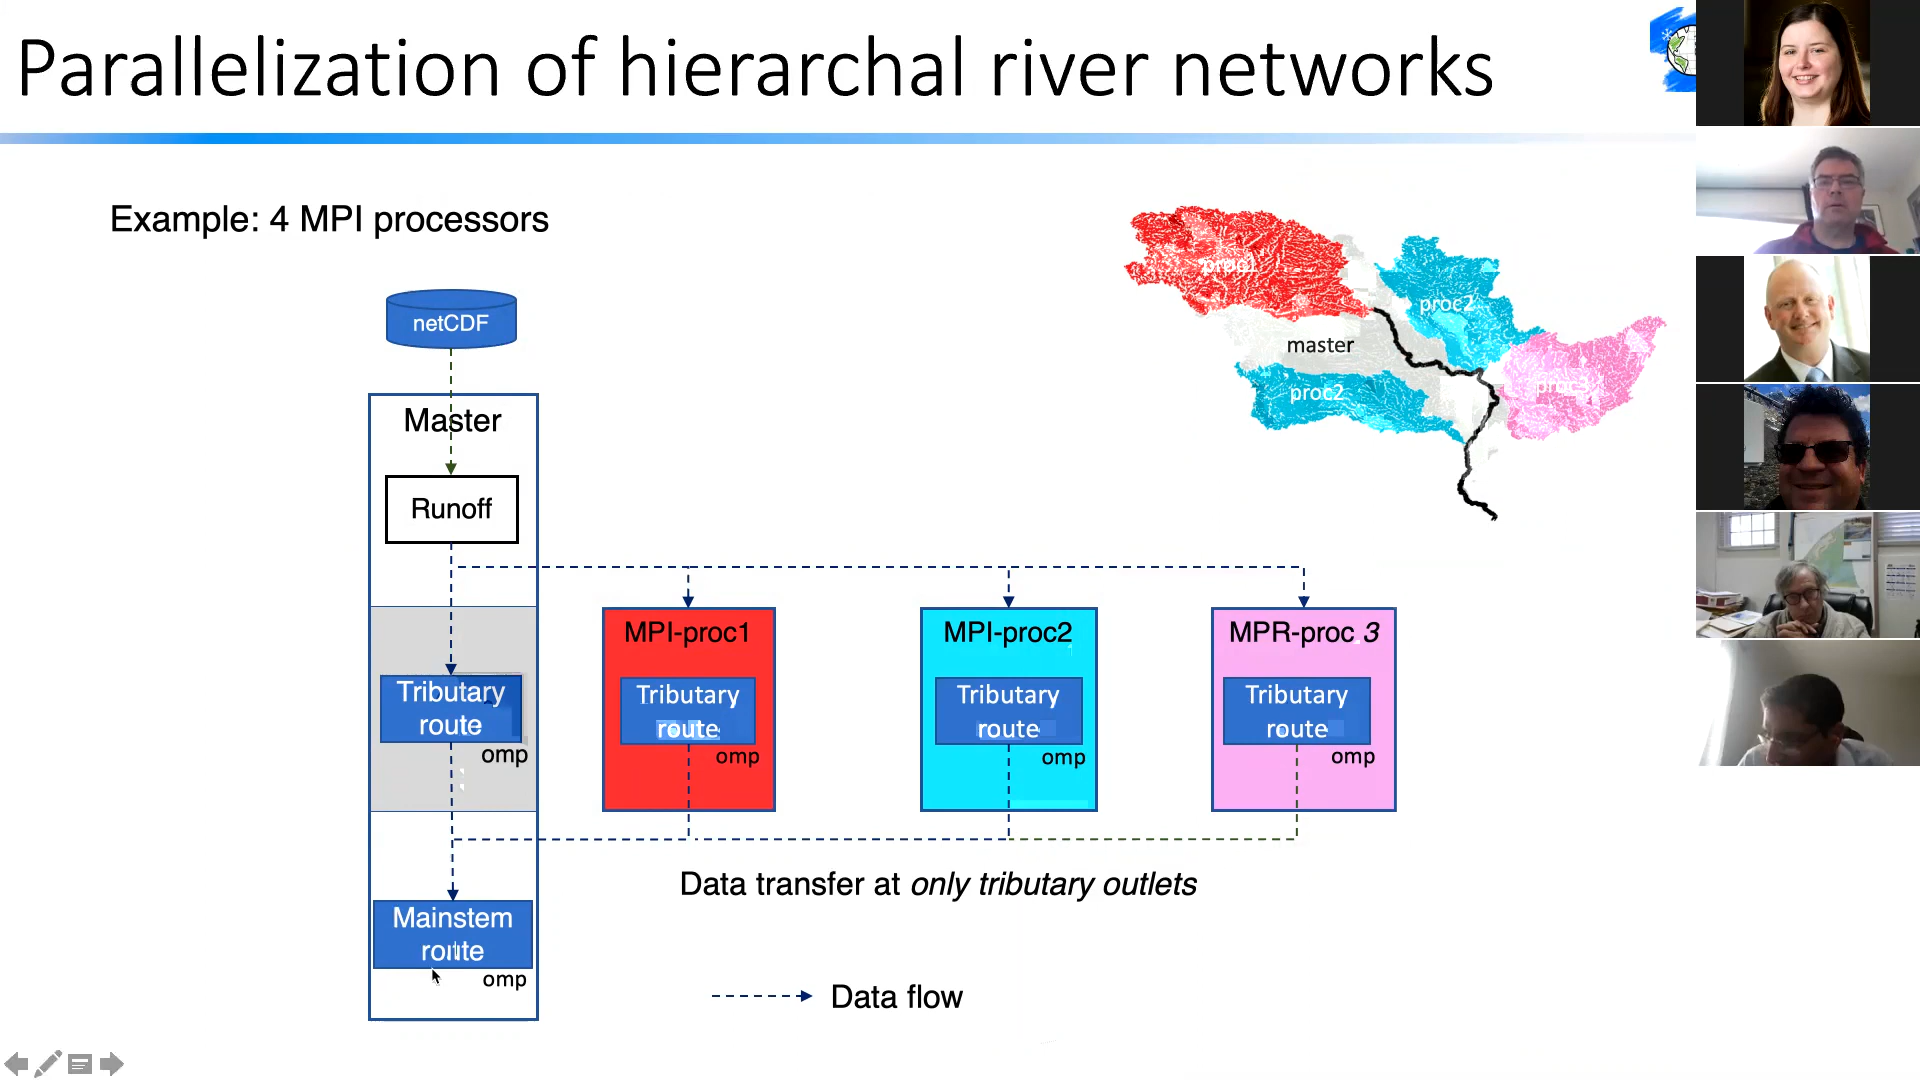 Parallelization of hierarchal river networks
Example: 4 MPI processors
netCDF
Master
Runoff
Tributary
route
omp
Mainstem
route
omp
MPI-proc1
Tributary
route
omp
MPI-proc2
Tributary
route
omp
MPR-proc 3
Tributary
route
omp
Data transfer at only tributary outlets
Data flow
proc1
proc2
master
proc2
proc3